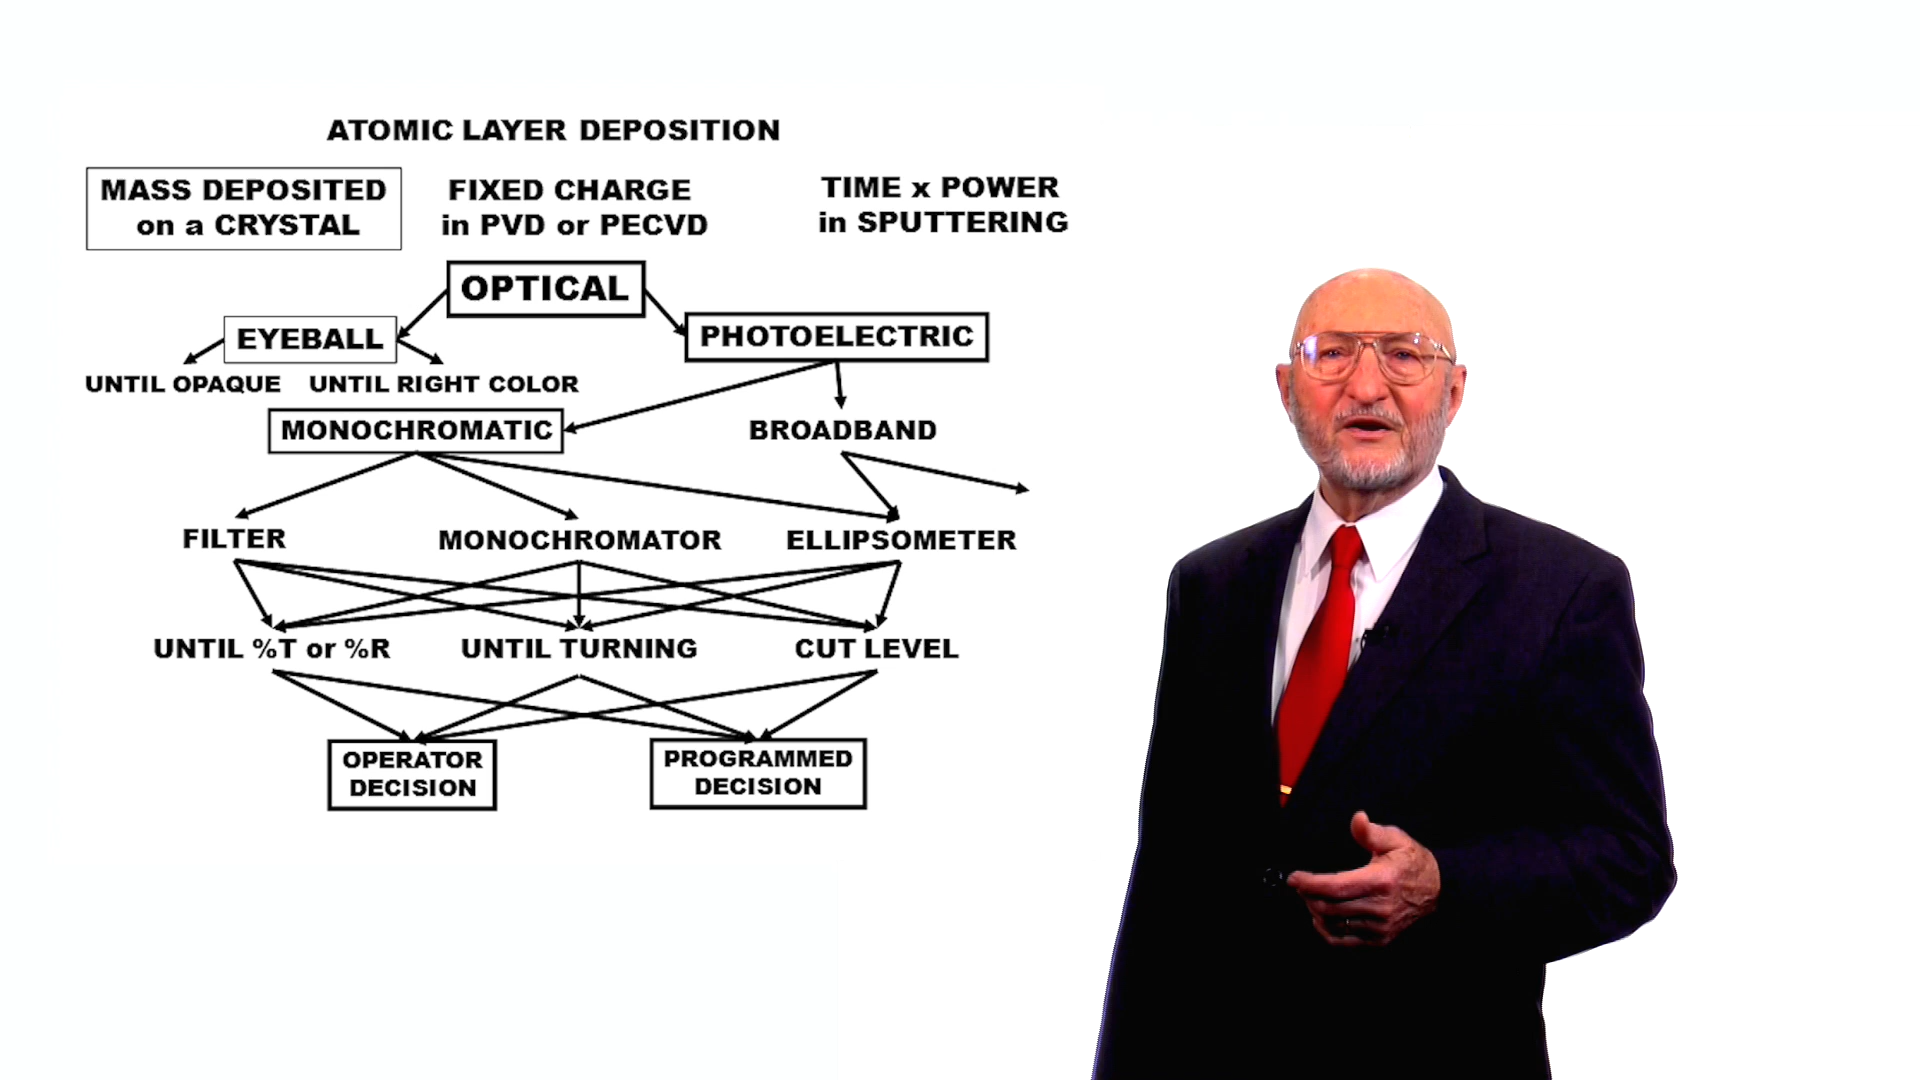 ATOMIC LAYER DEPOSITION
MASS DEPOSITED
on a CRYSTAL
FIXED CHARGE
in PVD or PECVD
TIME x POWER
in SPUTTERING
OPTICAL
EYEBALL
PHOTOELECTRIC
UNTIL OPAQUE
UNTIL RIGHT COLOR
MONOCHROMATIC
BROADBAND
FILTER
MONOCHROMATOR
ELLIPSOMETER
UNTIL %T or %R
UNTIL TURNING
CUT LEVEL
OPERATOR
DECISION
PROGRAMMED
DECISION